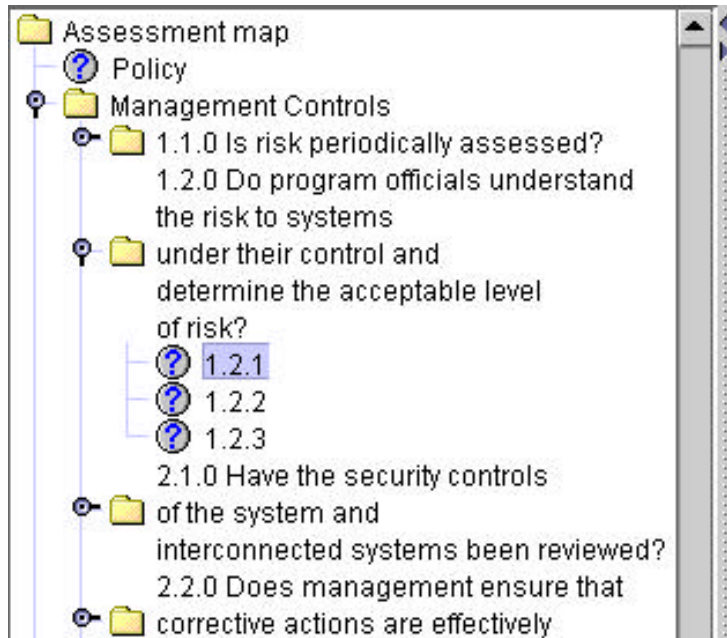 Assessment map
Policy
Management Controls
1.1.0 Is risk periodically assessed?
1.2.0 Do program officials understand
the risk to systems
under their control and
determine the acceptable level
of risk?
1.2.1
1.2.2
1.2.3
2.1.0 Have the security controls
of the system and
interconnected systems been reviewed?
2.2.0 Does management ensure that
corrective actions are effectively